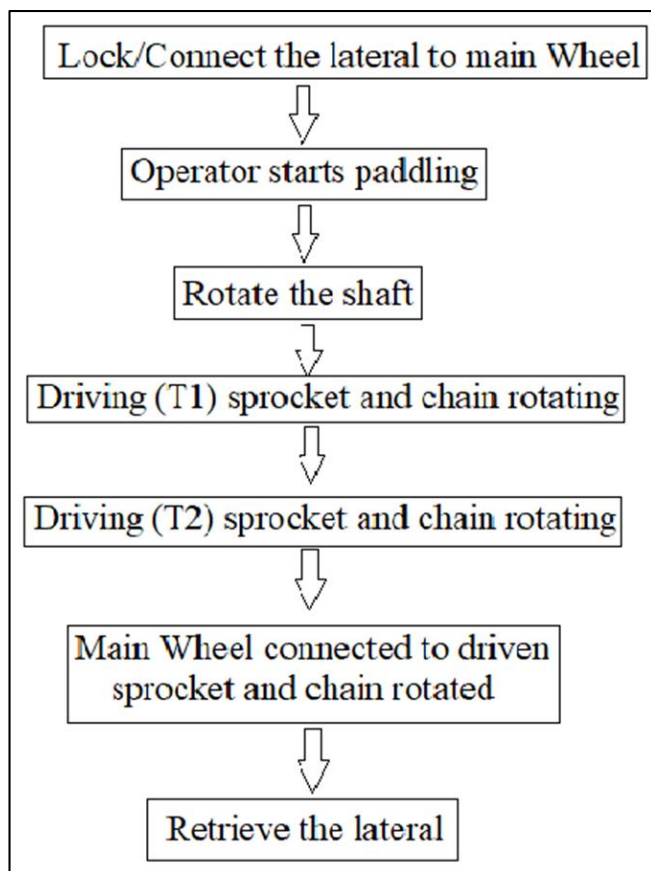 Lock/Connect the lateral to main Wheel
Operator starts paddling
Rotate the shaft
Driving (T1) sprocket and chain rotating
Driving (T2) sprocket and chain rotating
Main Wheel connected to driven
sprocket and chain rotated
Retrieve the lateral